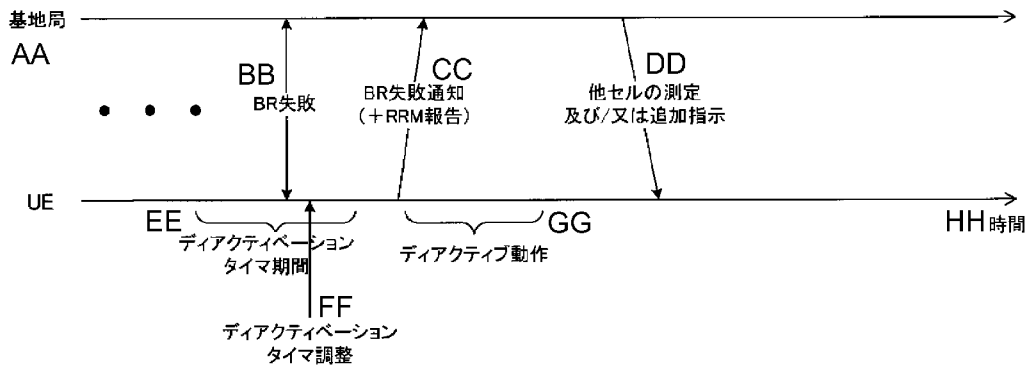 基地局
AA
BB
BR失敗
CC
BR失敗通知
(＋RRM報告)
DD
他セルの測定
及び/又は追加指示
UE
EE
ディアクティベーション
タイマ期間
GG
ディアクティブ動作
HH 時間
FF
ディアクティベーション
タイマ調整